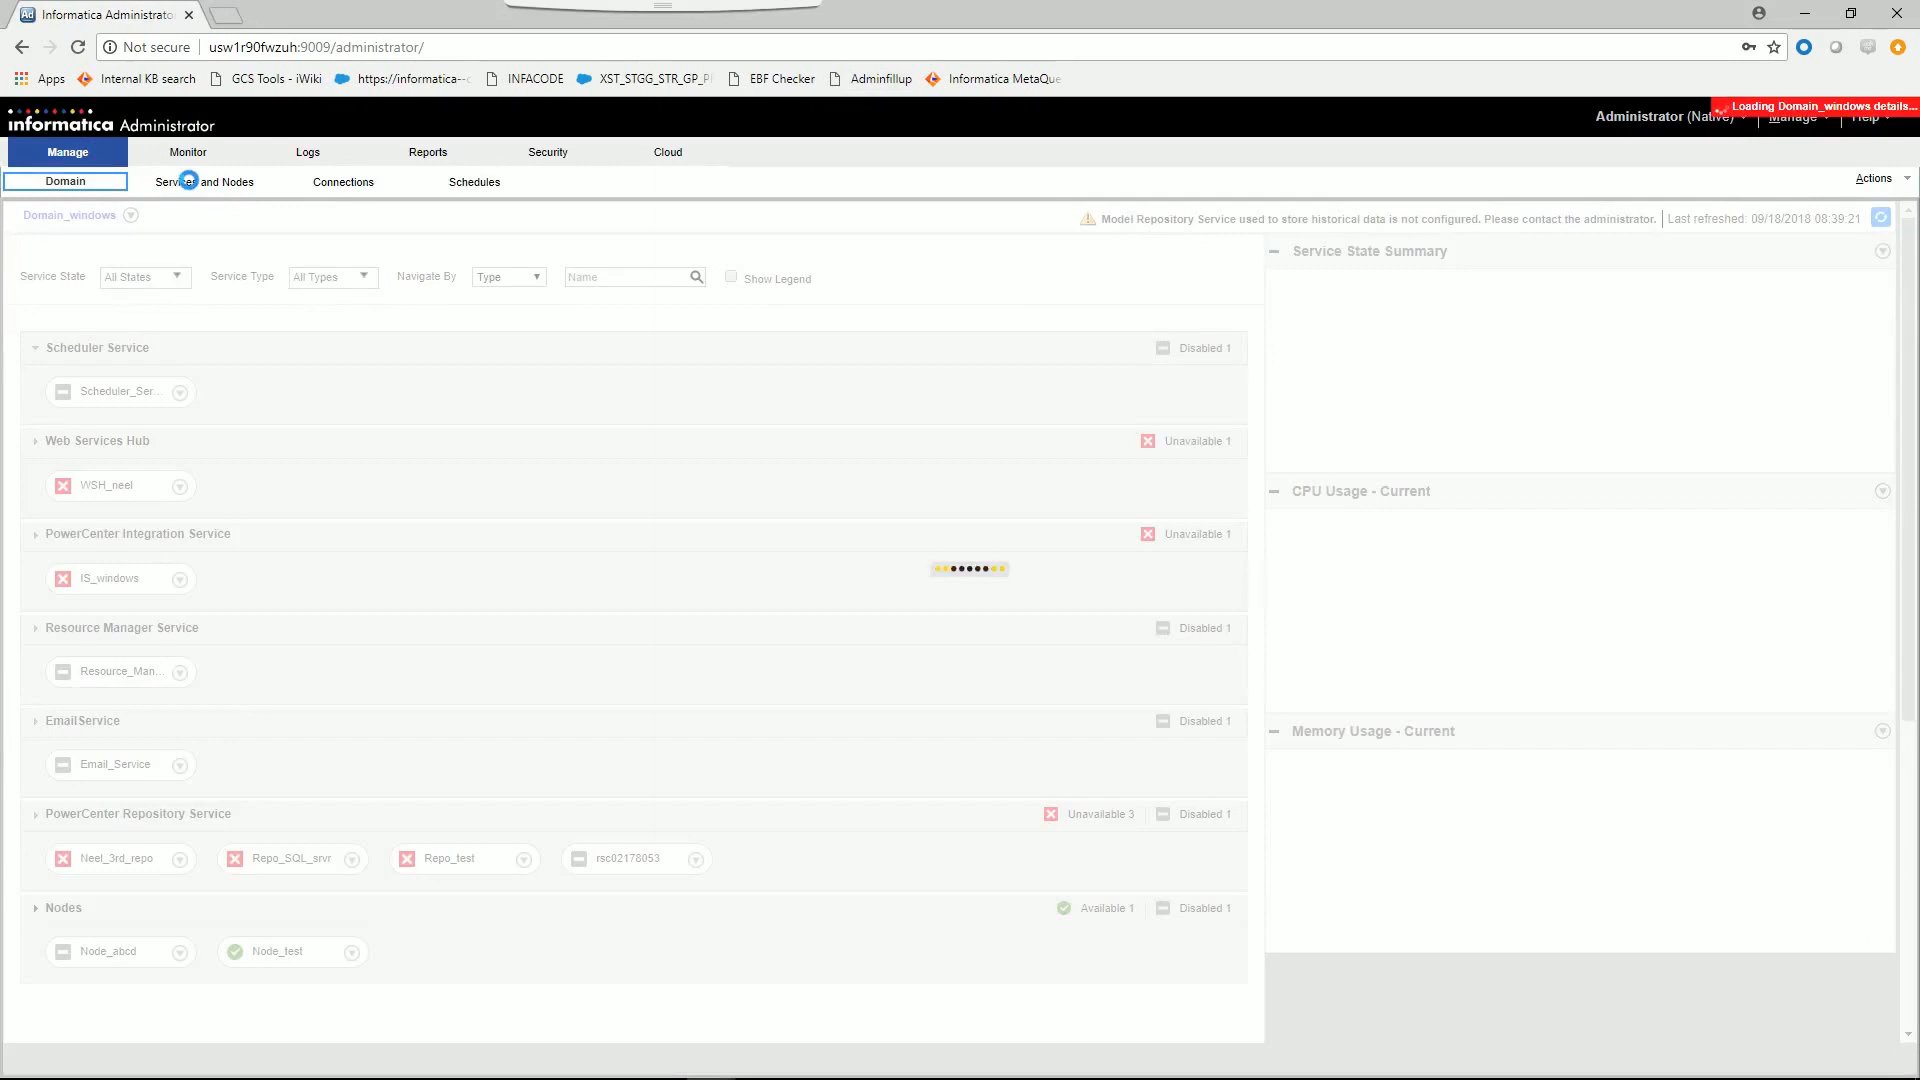 Informatica Administrato
Not secure
usw1r90fwzuh:9009/administrator/
Apps
Internal KB search
GCS Tools - iWiki
https://informatica--
INFACODE
XST_STGG_STR_GP_P
EBF Checker
Adminfillup
Informatica MetaQue
informatica Administrator
Administrator (Native)
Manage
Help
Loading Domain_windows details...
Manage
Monitor
Logs
Reports
Security
Cloud
Domain
Services and Nodes
Connections
Schedules
Actions
Domain_windows
Model Repository Service used to store historical data is not configured. Please contact the administrator.
Last refreshed: 09/18/2018 08:39:21
Service State
All States
Service Type
All Types
Navigate By
Type
Name
Show Legend
Service State Summary
Scheduler Service
Disabled 1
Scheduler_Ser...
Web Services Hub
Unavailable 1
WSH_neel
CPU Usage - Current
PowerCenter Integration Service
Unavailable 1
IS_windows
Resource Manager Service
Disabled 1
Resource_Man...
EmailService
Disabled 1
Memory Usage - Current
Email_Service
PowerCenter Repository Service
Unavailable 3
Disabled 1
Neel_3rd_repo
Repo_SQL_srvr
Repo_test
rsc02178053
Nodes
Available 1
Disabled 1
Node_abcd
Node_test